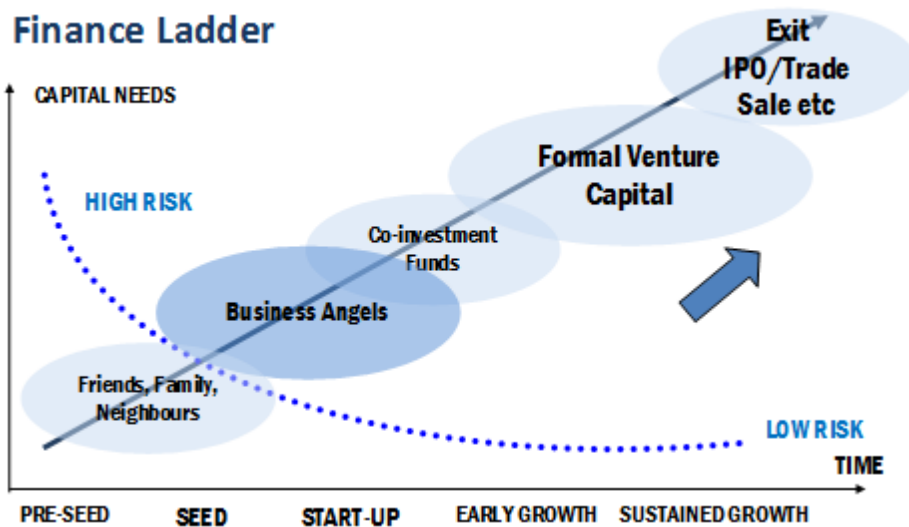 Finance Ladder
Exit
IPO/Trade
Sale etc
CAPITAL NEEDS
Formal Venture
Capital
HIGH RISK
Co-investment
Funds
Business Angels
Friends, Family,
Neighbours
LOW RISK
TIME
PRE-SEED SEED START-UP EARLY GROWTH SUSTAINED GROWTH